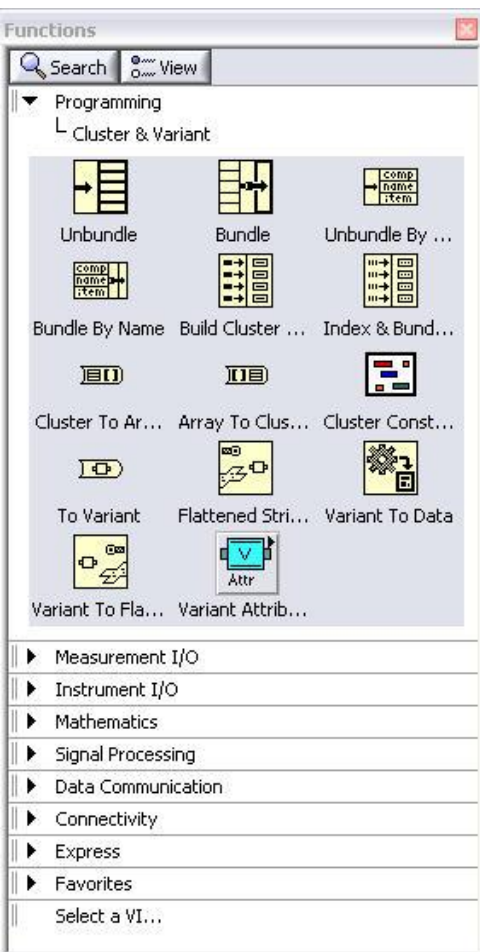 Functions
Search View
Programming
Cluster & Variant
comp
name
item
Unbundle Bundle Unbundle By ...
comp
name
item
Bundle By Name Build Cluster ... Index & Bund...
Cluster To Ar... Array To Clus... Cluster Const...
To Variant Flattened Stri... Variant To Data
V
Attr
Variant To Fla... Variant Attrib...
Measurement I/O
Instrument I/O
Mathematics
Signal Processing
Data Communication
Connectivity
Express
Favorites
Select a VI...